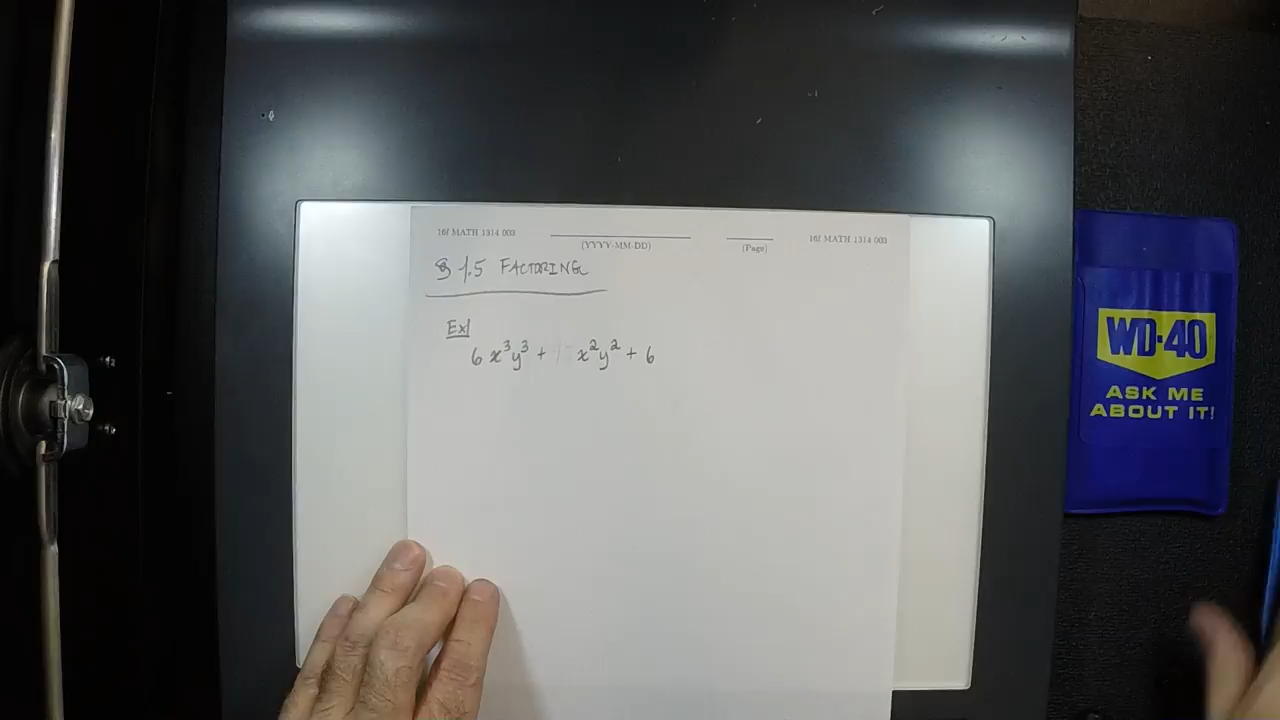 16f MATH 1314 003 (YYYY-MM-DD) (Page) 16f MATH 1314 003
§ 1.5 FACTORING
Ex1
6x³y³ + x²y² + 6
WD-40
ASK ME
ABOUT IT!